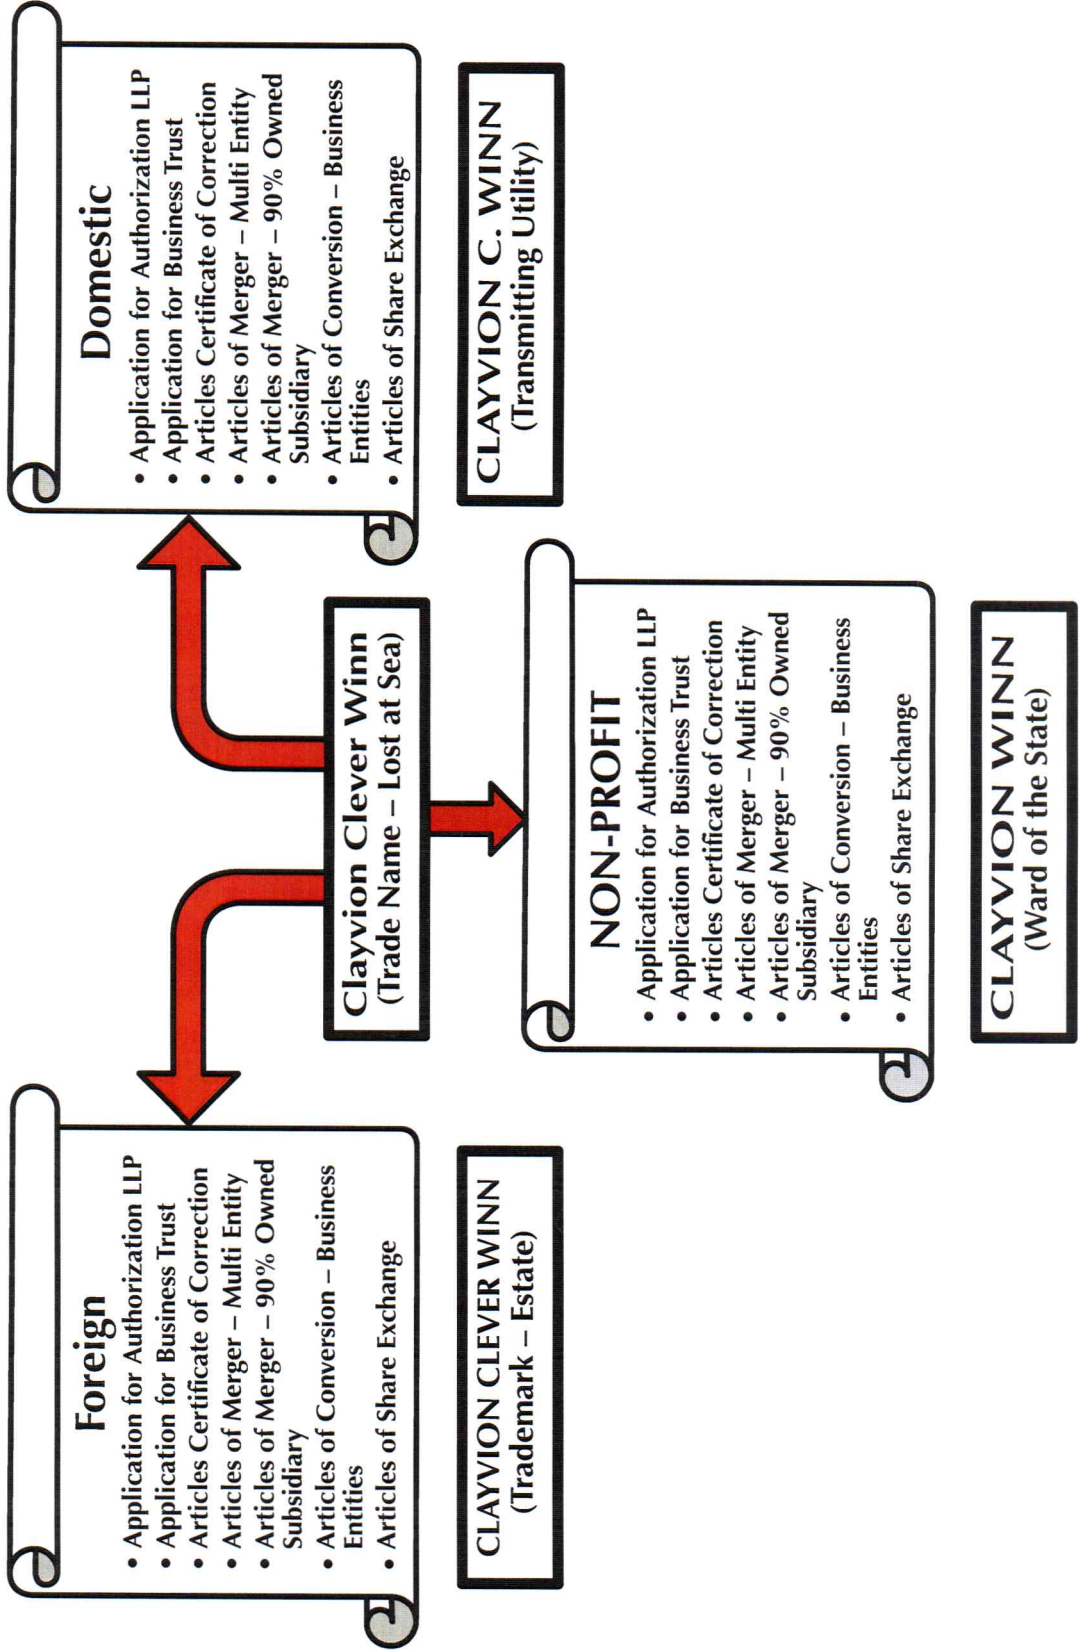 Foreign
• Application for Authorization LLP
• Application for Business Trust
• Articles Certificate of Correction
• Articles of Merger – Multi Entity
• Articles of Merger – 90% Owned
Subsidiary
• Articles of Conversion – Business
Entities
• Articles of Share Exchange
CLAYVION CLEVER WINN
(Trademark – Estate)
Clayvion Clever Winn
(Trade Name – Lost at Sea)
Domestic
• Application for Authorization LLP
• Application for Business Trust
• Articles Certificate of Correction
• Articles of Merger – Multi Entity
• Articles of Merger – 90% Owned
Subsidiary
• Articles of Conversion – Business
Entities
• Articles of Share Exchange
CLAYVION C. WINN
(Transmitting Utility)
NON-PROFIT
• Application for Authorization LLP
• Application for Business Trust
• Articles Certificate of Correction
• Articles of Merger – Multi Entity
• Articles of Merger – 90% Owned
Subsidiary
• Articles of Conversion – Business
Entities
• Articles of Share Exchange
CLAYVION WINN
(Ward of the State)